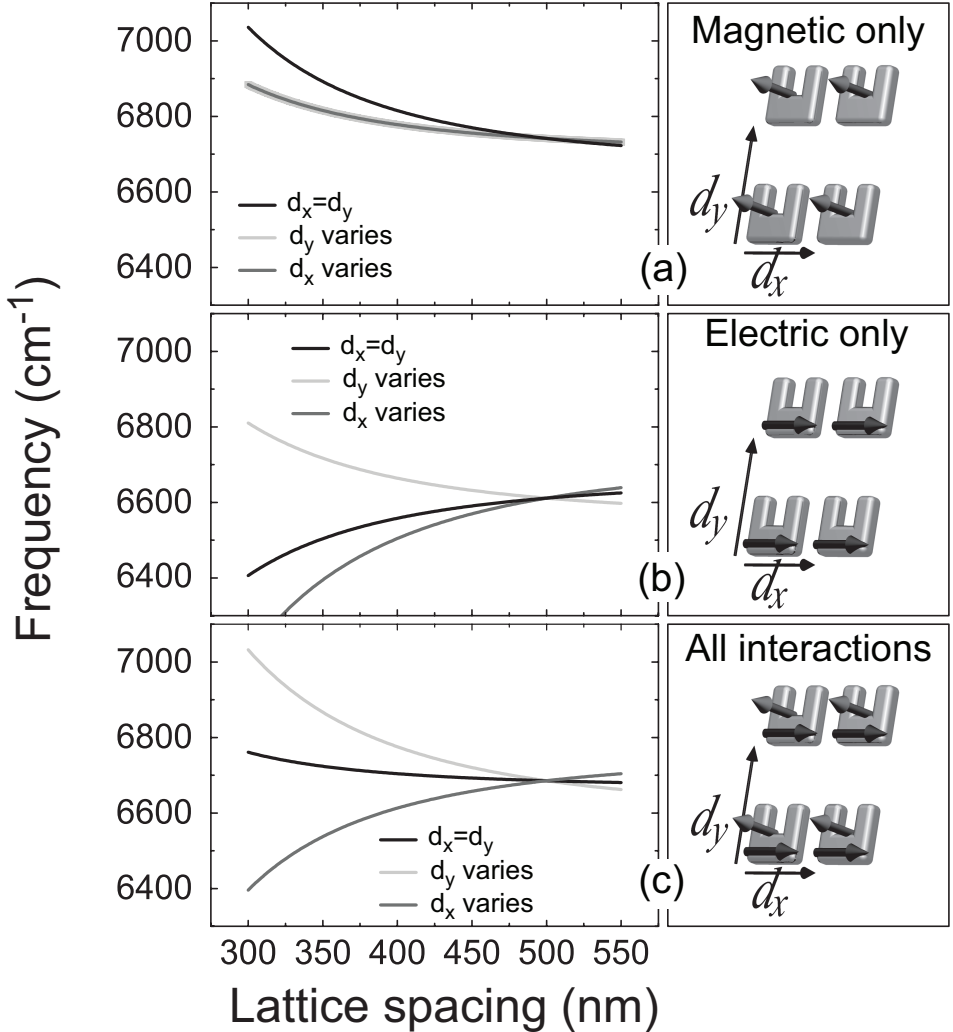 Frequency (cm⁻¹)
7000
6800
6600
6400
d_x=d_y
d_y varies
d_x varies
(a)
Magnetic only
d_y
d_x
7000
6800
6600
6400
d_x=d_y
d_y varies
d_x varies
(b)
Electric only
d_y
d_x
7000
6800
6600
6400
d_x=d_y
d_y varies
d_x varies
(c)
All interactions
d_y
d_x
300 350 400 450 500 550
Lattice spacing (nm)